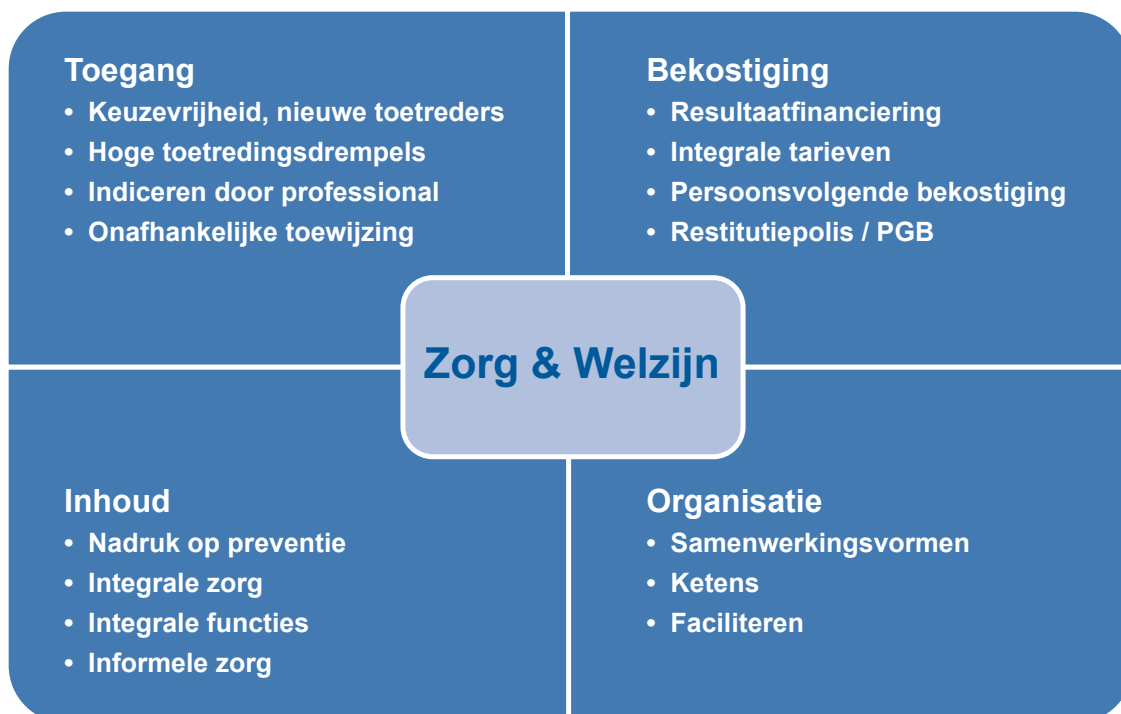 Toegang
• Keuzevrijheid, nieuwe toetreders
• Hoge toetredingsdrempels
• Indiceren door professional
• Onafhankelijke toewijzing
Bekostiging
• Resultaatfinanciering
• Integrale tarieven
• Persoonsvolgende bekostiging
• Restitutiepolis / PGB
Zorg & Welzijn
Inhoud
• Nadruk op preventie
• Integrale zorg
• Integrale functies
• Informele zorg
Organisatie
• Samenwerkingsvormen
• Ketens
• Faciliteren